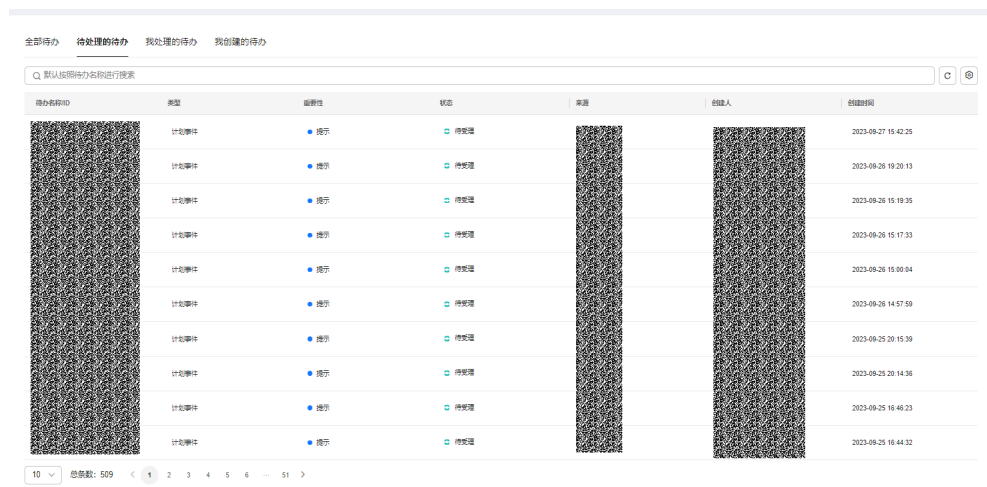 全部待办 待处理的待办 我处理的待办 我创建的待办
默认按照待办名称进行搜索
待办名称/ID 类型 重要性 状态 来源 创建人 创建时间
计划事件 提示 待受理 2023-09-27 15:42:25
计划事件 提示 待受理 2023-09-26 19:20:13
计划事件 提示 待受理 2023-09-26 15:19:35
计划事件 提示 待受理 2023-09-26 15:17:33
计划事件 提示 待受理 2023-09-26 15:00:04
计划事件 提示 待受理 2023-09-26 14:57:59
计划事件 提示 待受理 2023-09-25 20:15:39
计划事件 提示 待受理 2023-09-25 20:14:36
计划事件 提示 待受理 2023-09-25 16:46:23
计划事件 提示 待受理 2023-09-25 16:44:32
10 总条数: 509 1 2 3 4 5 6 ... 51